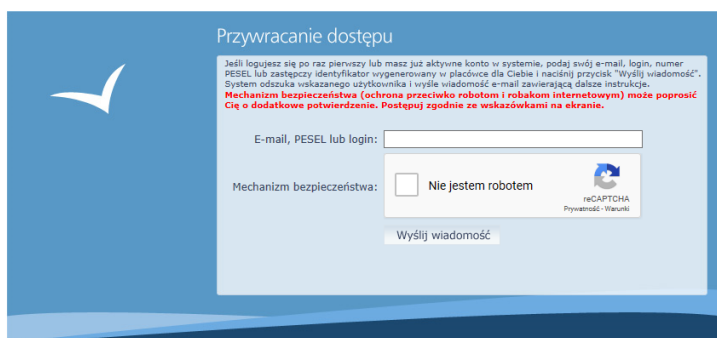 Przywracanie dostępu
Jeśli logujesz się po raz pierwszy lub masz już aktywne konto w systemie, podaj swój e-mail, login, numer
PESEL lub zastępczy identyfikator wygenerowany w placówce dla Ciebie i naciśnij przycisk "Wyślij wiadomość".
System odszuka wskazanego użytkownika i wyśle wiadomość e-mail zawierającą dalsze instrukcje.
Mechanizm bezpieczeństwa (ochrona przeciwko robotom i robakom internetowym) może poprosić
Cię o dodatkowe potwierdzenie. Postępuj zgodnie ze wskazówkami na ekranie.
E-mail, PESEL lub login:
Mechanizm bezpieczeństwa:
Nie jestem robotem
reCAPTCHA
Prywatność - Warunki
Wyślij wiadomość